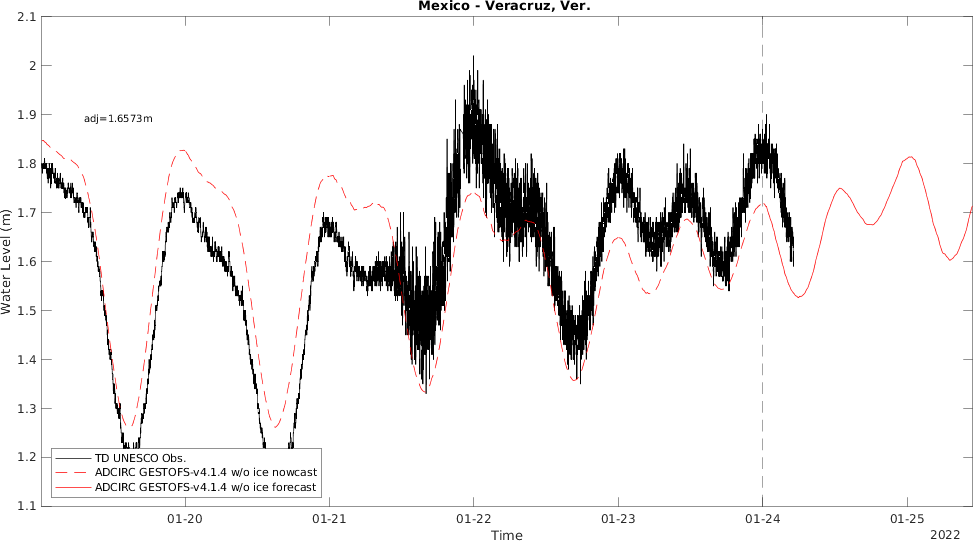 Mexico - Veracruz, Ver.
2.1
2
1.9
1.8
1.7
1.6
1.5
1.4
1.3
1.2
1.1
Water Level (m)
adj=1.6573m
TD UNESCO Obs.
ADCIRC GESTOFS-v4.1.4 w/o ice nowcast
ADCIRC GESTOFS-v4.1.4 w/o ice forecast
01-20 01-21 01-22 01-23 01-24 01-25
Time
2022